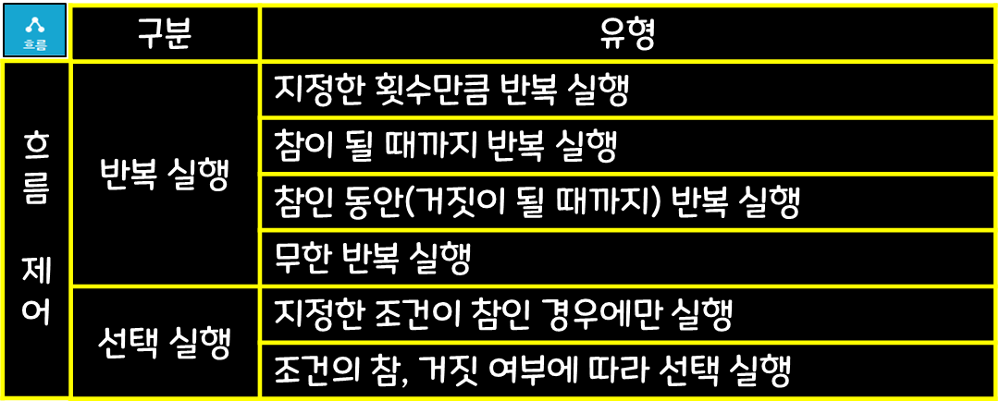 흐름
구분
유형
흐름 제어
반복 실행
지정한 횟수만큼 반복 실행
참이 될 때까지 반복 실행
참인 동안(거짓이 될 때까지) 반복 실행
무한 반복 실행
선택 실행
지정한 조건이 참인 경우에만 실행
조건의 참, 거짓 여부에 따라 선택 실행